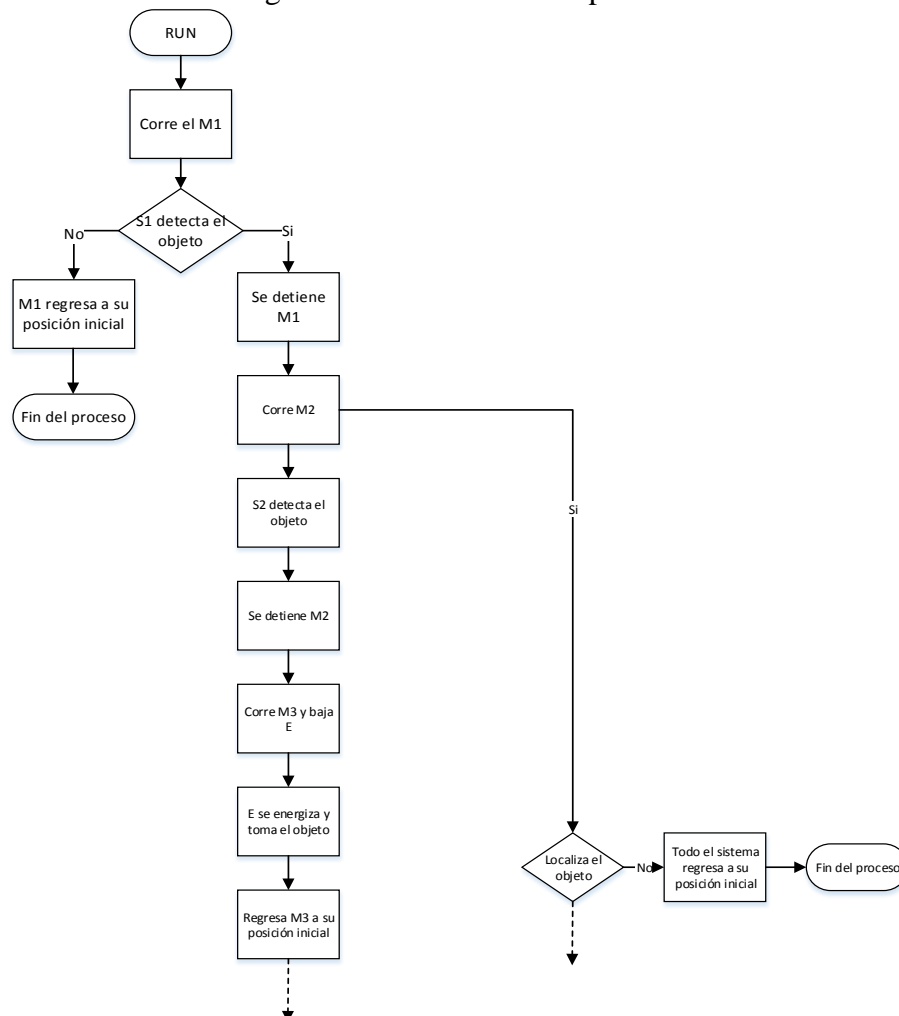 RUN
Corre el M1
S1 detecta el
objeto
No
Si
M1 regresa a su
posición inicial
Se detiene
M1
Fin del proceso
Corre M2
S2 detecta el
objeto
Si
Se detiene M2
Corre M3 y baja
E
E se energiza y
toma el objeto
Localiza el
objeto
No
Todo el sistema
regresa a su
posición inicial
Fin del proceso
Regresa M3 a su
posición inicial